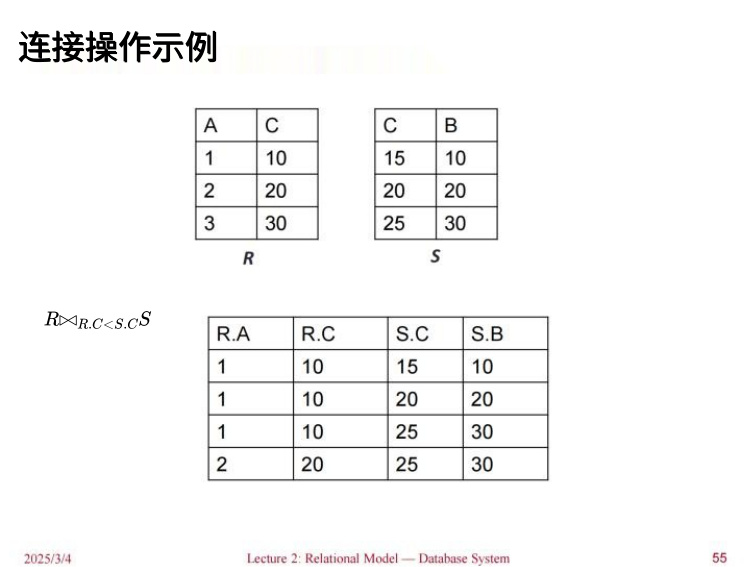 连接操作示例
A C
1 10
2 20
3 30
R
C B
15 10
20 20
25 30
S
R⋈R.C<S.CS
R.A R.C S.C S.B
1 10 15 10
1 10 20 20
1 10 25 30
2 20 25 30
2025/3/4
Lecture 2: Relational Model — Database System
55